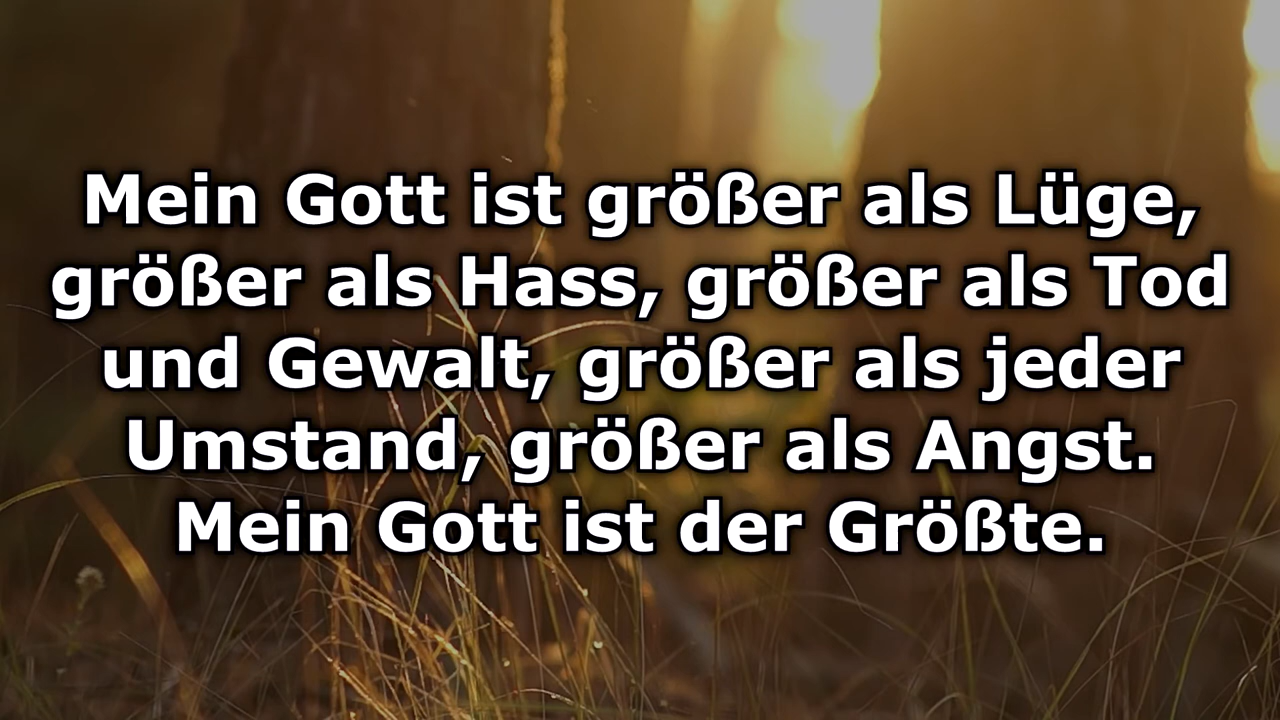 Mein Gott ist größer als Lüge,
größer als Hass, größer als Tod
und Gewalt, größer als jeder
Umstand, größer als Angst.
Mein Gott ist der Größte.